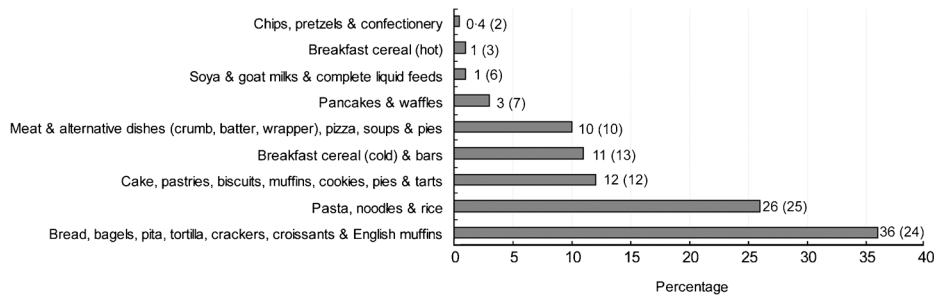 Chips, pretzels & confectionery 0·4 (2)
Breakfast cereal (hot) 1 (3)
Soya & goat milks & complete liquid feeds 1 (6)
Pancakes & waffles 3 (7)
Meat & alternative dishes (crumb, batter, wrapper), pizza, soups & pies 10 (10)
Breakfast cereal (cold) & bars 11 (13)
Cake, pastries, biscuits, muffins, cookies, pies & tarts 12 (12)
Pasta, noodles & rice 26 (25)
Bread, bagels, pita, tortilla, crackers, croissants & English muffins 36 (24)
0 5 10 15 20 25 30 35 40
Percentage